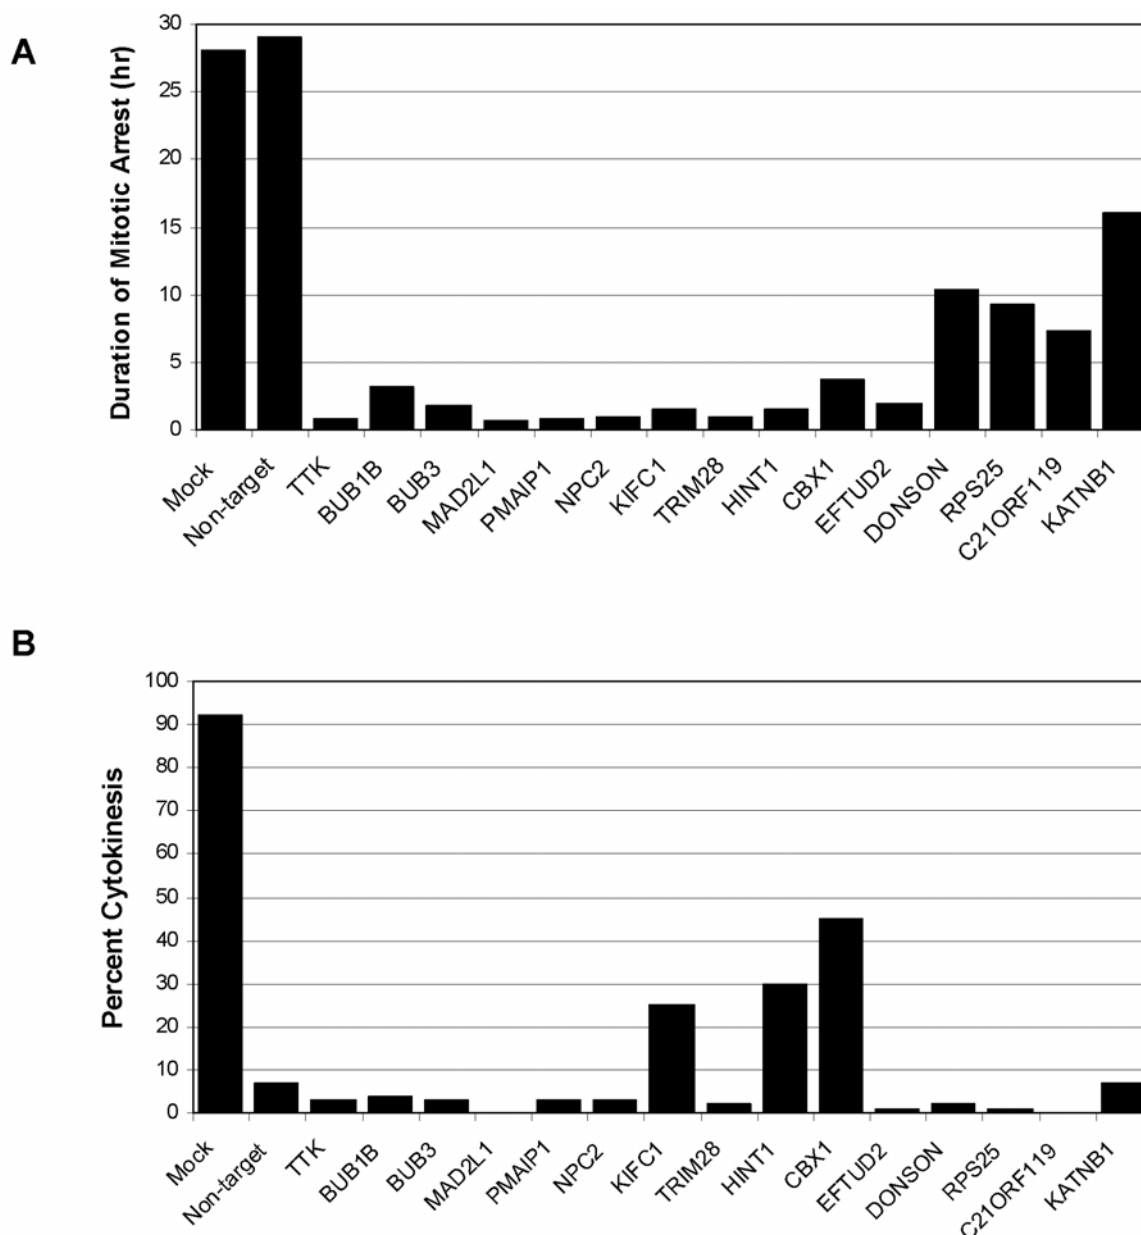 A
Duration of Mitotic Arrest (hr)
30
25
20
15
10
5
0
Mock
Non-target
TTK
BUB1B
BUB3
MAD2L1
PMAIP1
NPC2
KIFC1
TRIM28
HINT1
CBX1
EFTUD2
DONSON
RPS25
C21ORF119
KATNB1
B
Percent Cytokinesis
100
90
80
70
60
50
40
30
20
10
0
Mock
Non-target
TTK
BUB1B
BUB3
MAD2L1
PMAIP1
NPC2
KIFC1
TRIM28
HINT1
CBX1
EFTUD2
DONSON
RPS25
C21ORF119
KATNB1